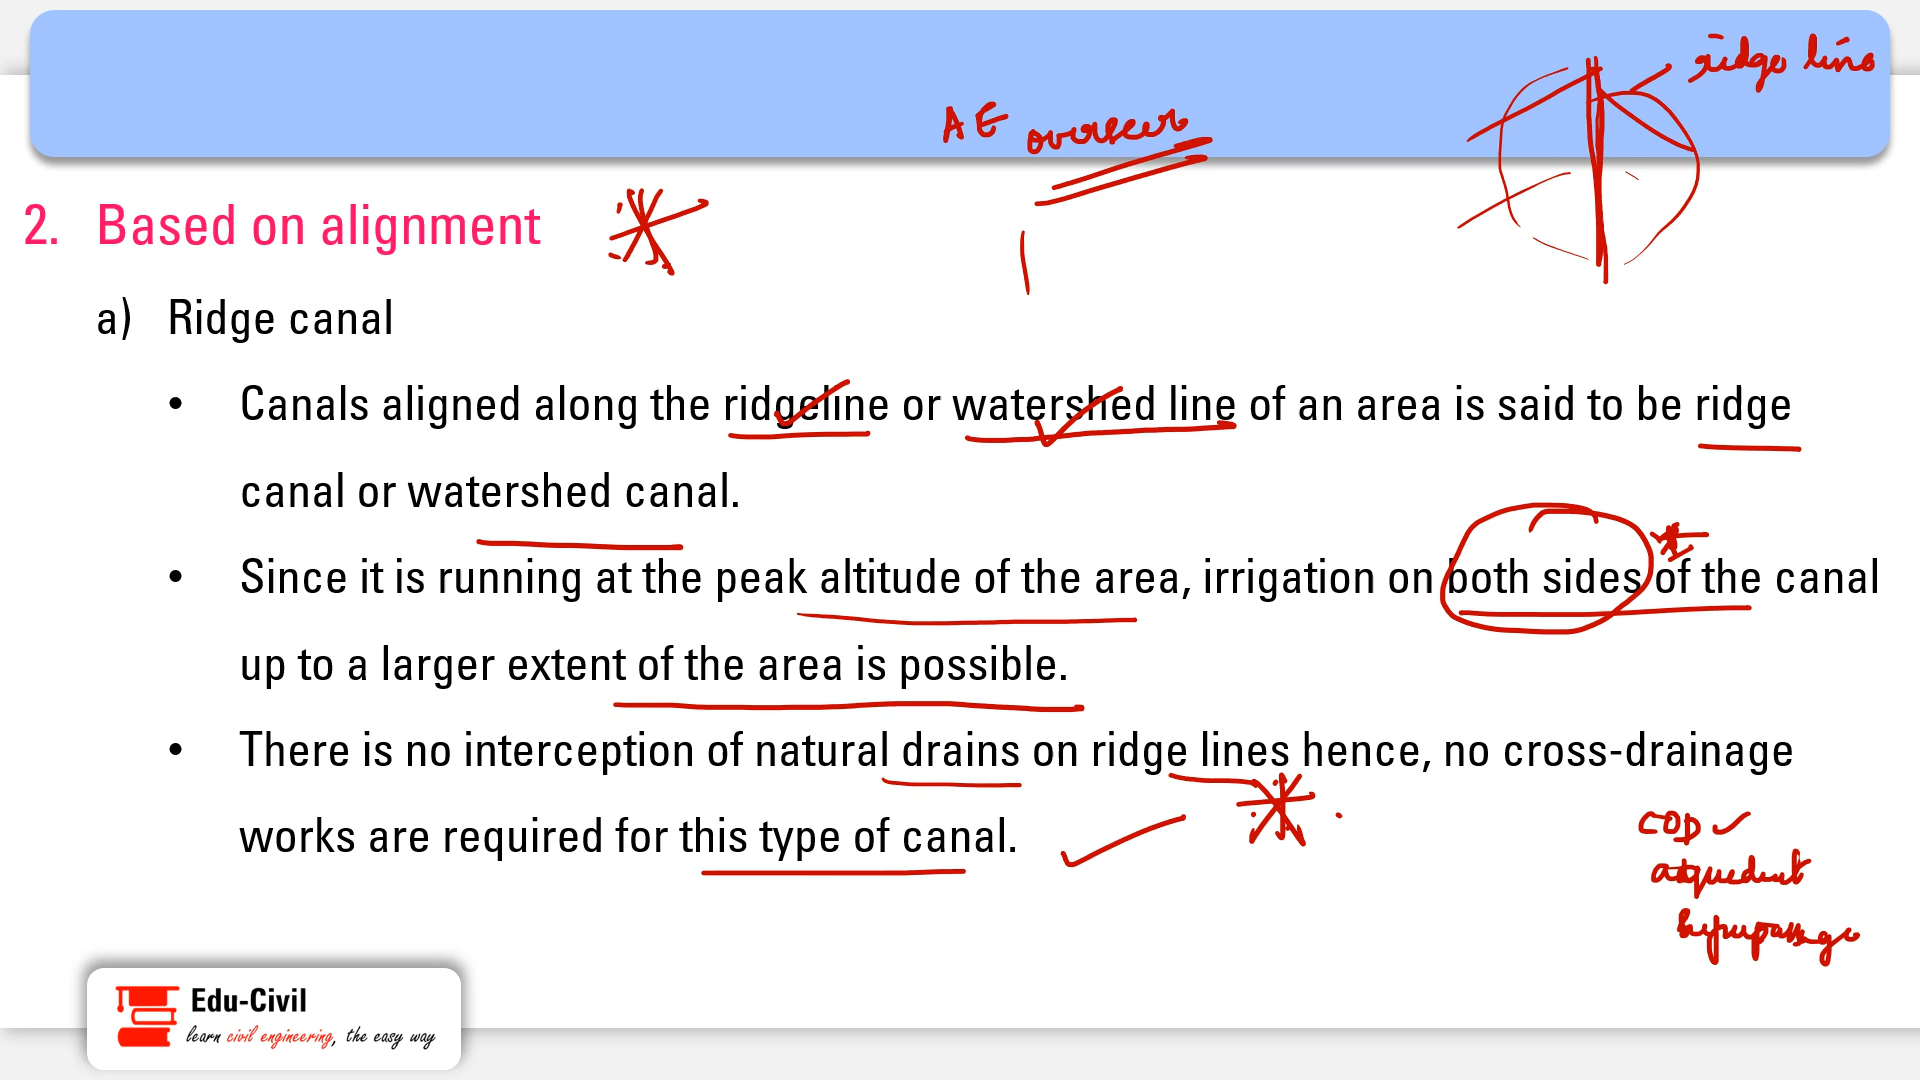 ridge line
AE overseer
2. Based on alignment
a) Ridge canal
• Canals aligned along the ridgeline or watershed line of an area is said to be ridge
canal or watershed canal.
• Since it is running at the peak altitude of the area, irrigation on both sides of the canal
up to a larger extent of the area is possible.
• There is no interception of natural drains on ridge lines hence, no cross-drainage
works are required for this type of canal.
COD
Edu-Civil
learn civil engineering, the easy way